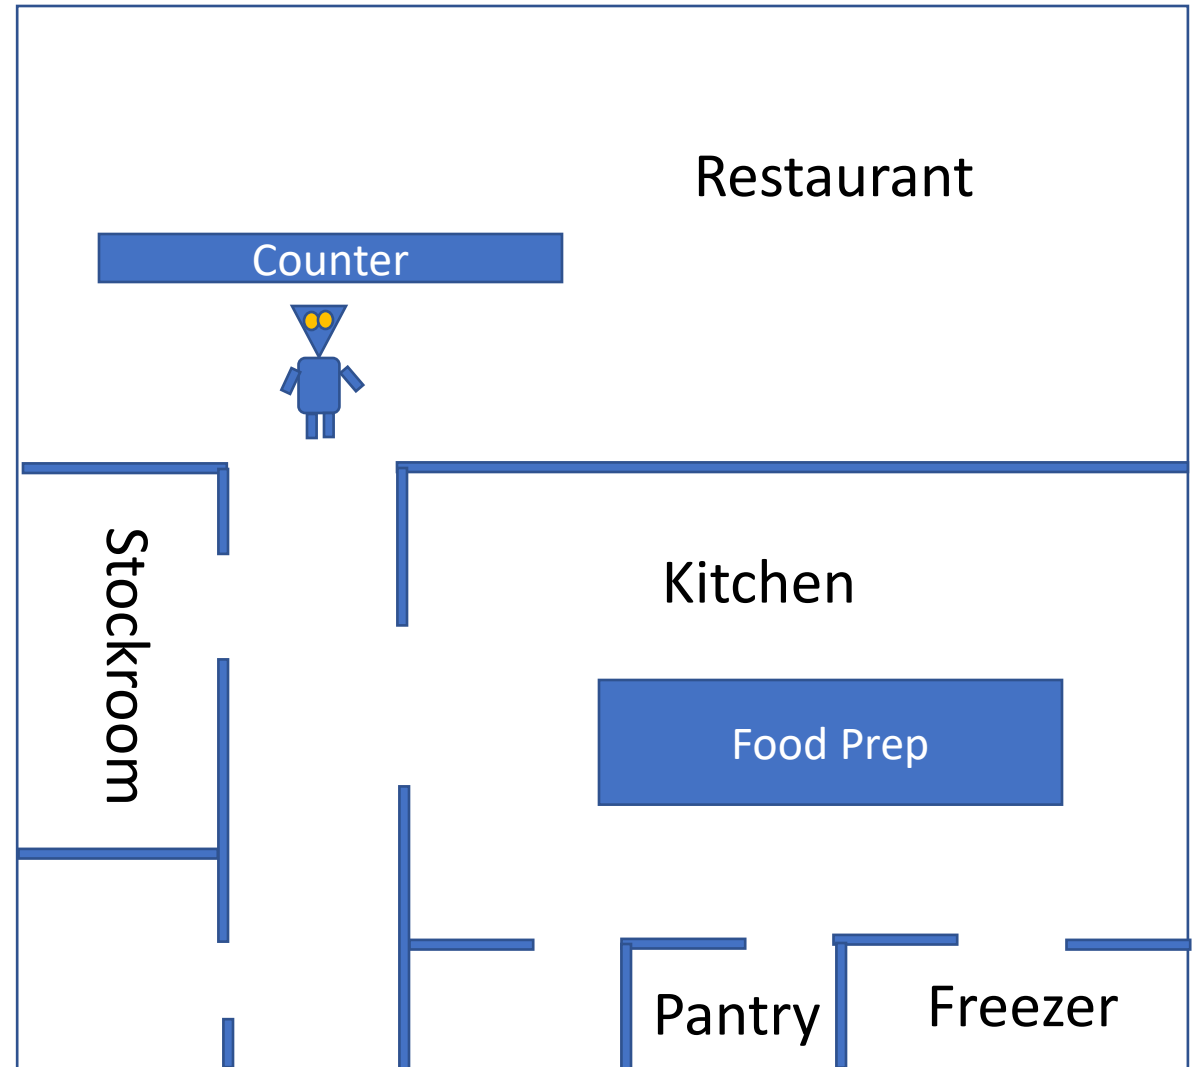 Restaurant
Counter
Stockroom
Kitchen
Food Prep
Pantry
Freezer